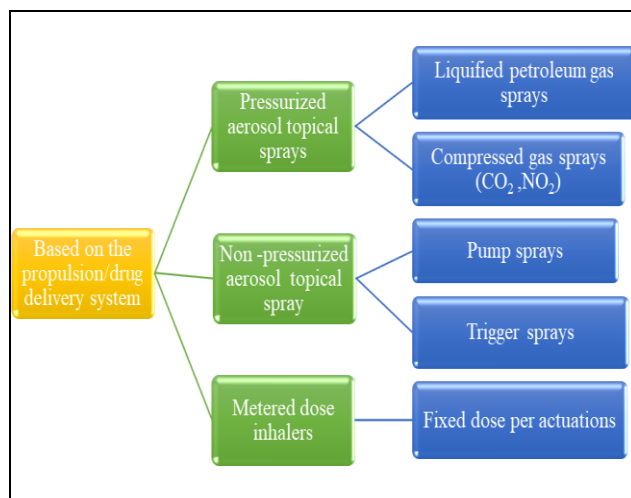 Based on the
propulsion/drug
delivery system
Pressurized
aerosol topical
sprays
Liquified petroleum gas
sprays
Compressed gas sprays
(CO₂ ,NO₂)
Non -pressurized
aerosol topical
spray
Pump sprays
Trigger sprays
Metered dose
inhalers
Fixed dose per actuations